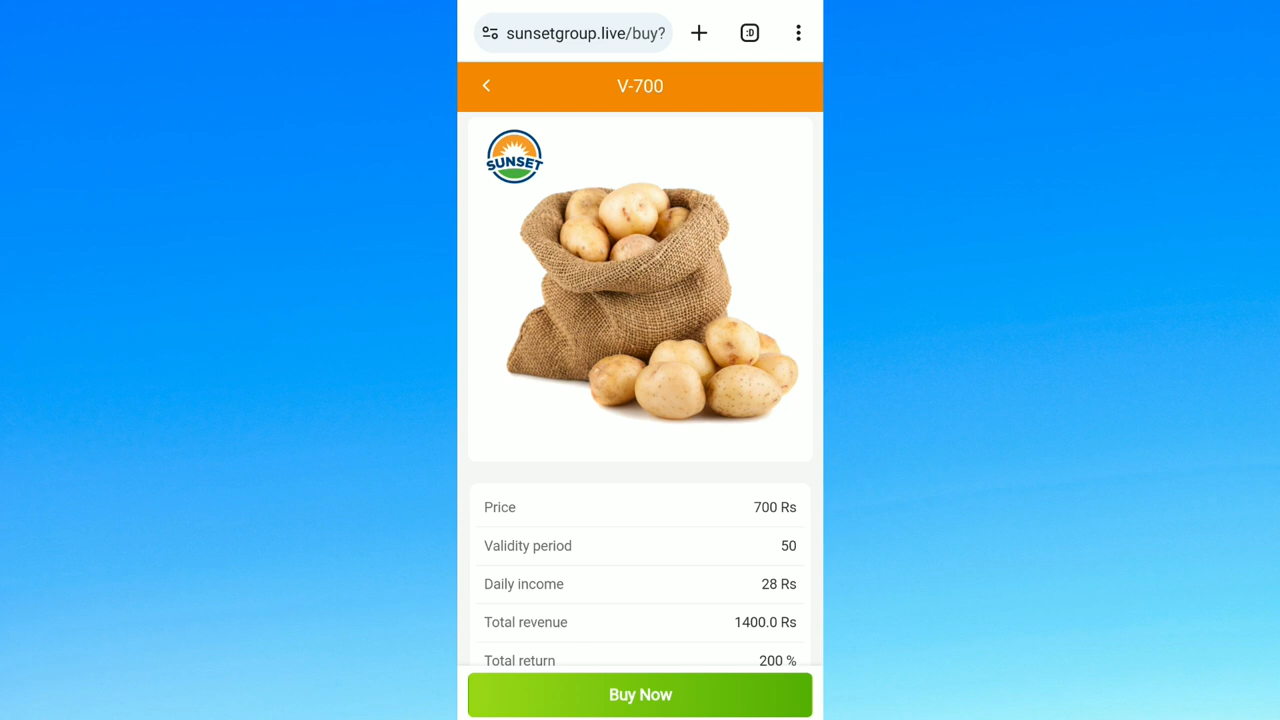 sunsetgroup.live/buy?
:D
V-700
SUNSET
Price 700 Rs
Validity period 50
Daily income 28 Rs
Total revenue 1400.0 Rs
Total return 200 %
Buy Now